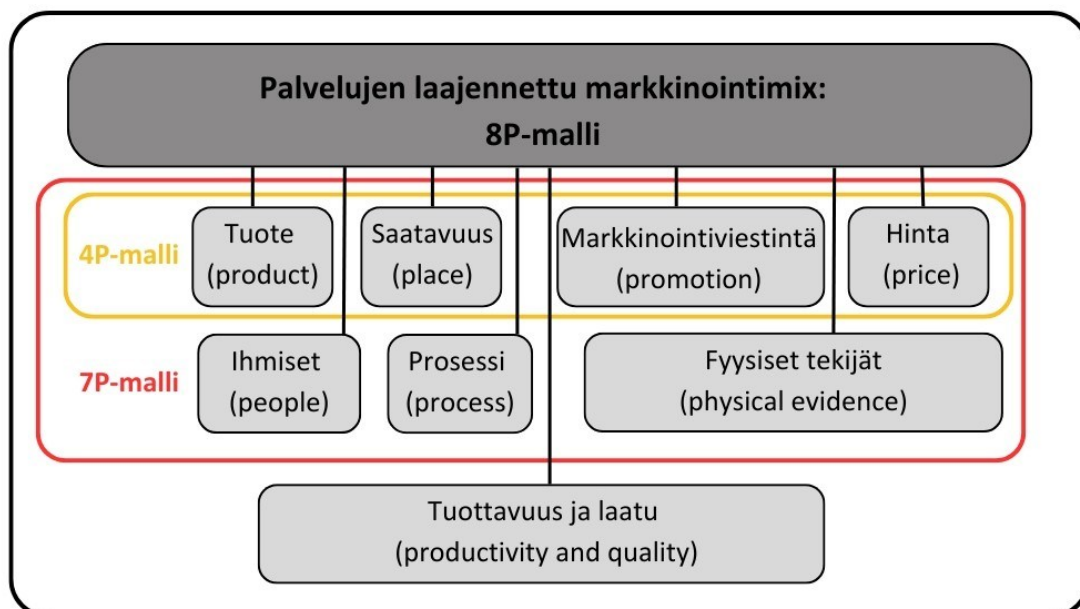 Palvelujen laajennettu markkinointimix:
8P-malli
4P-malli
Tuote
(product)
Saatavuus
(place)
Markkinointiviestintä
(promotion)
Hinta
(price)
7P-malli
Ihmiset
(people)
Prosessi
(process)
Fyysiset tekijät
(physical evidence)
Tuottavuus ja laatu
(productivity and quality)